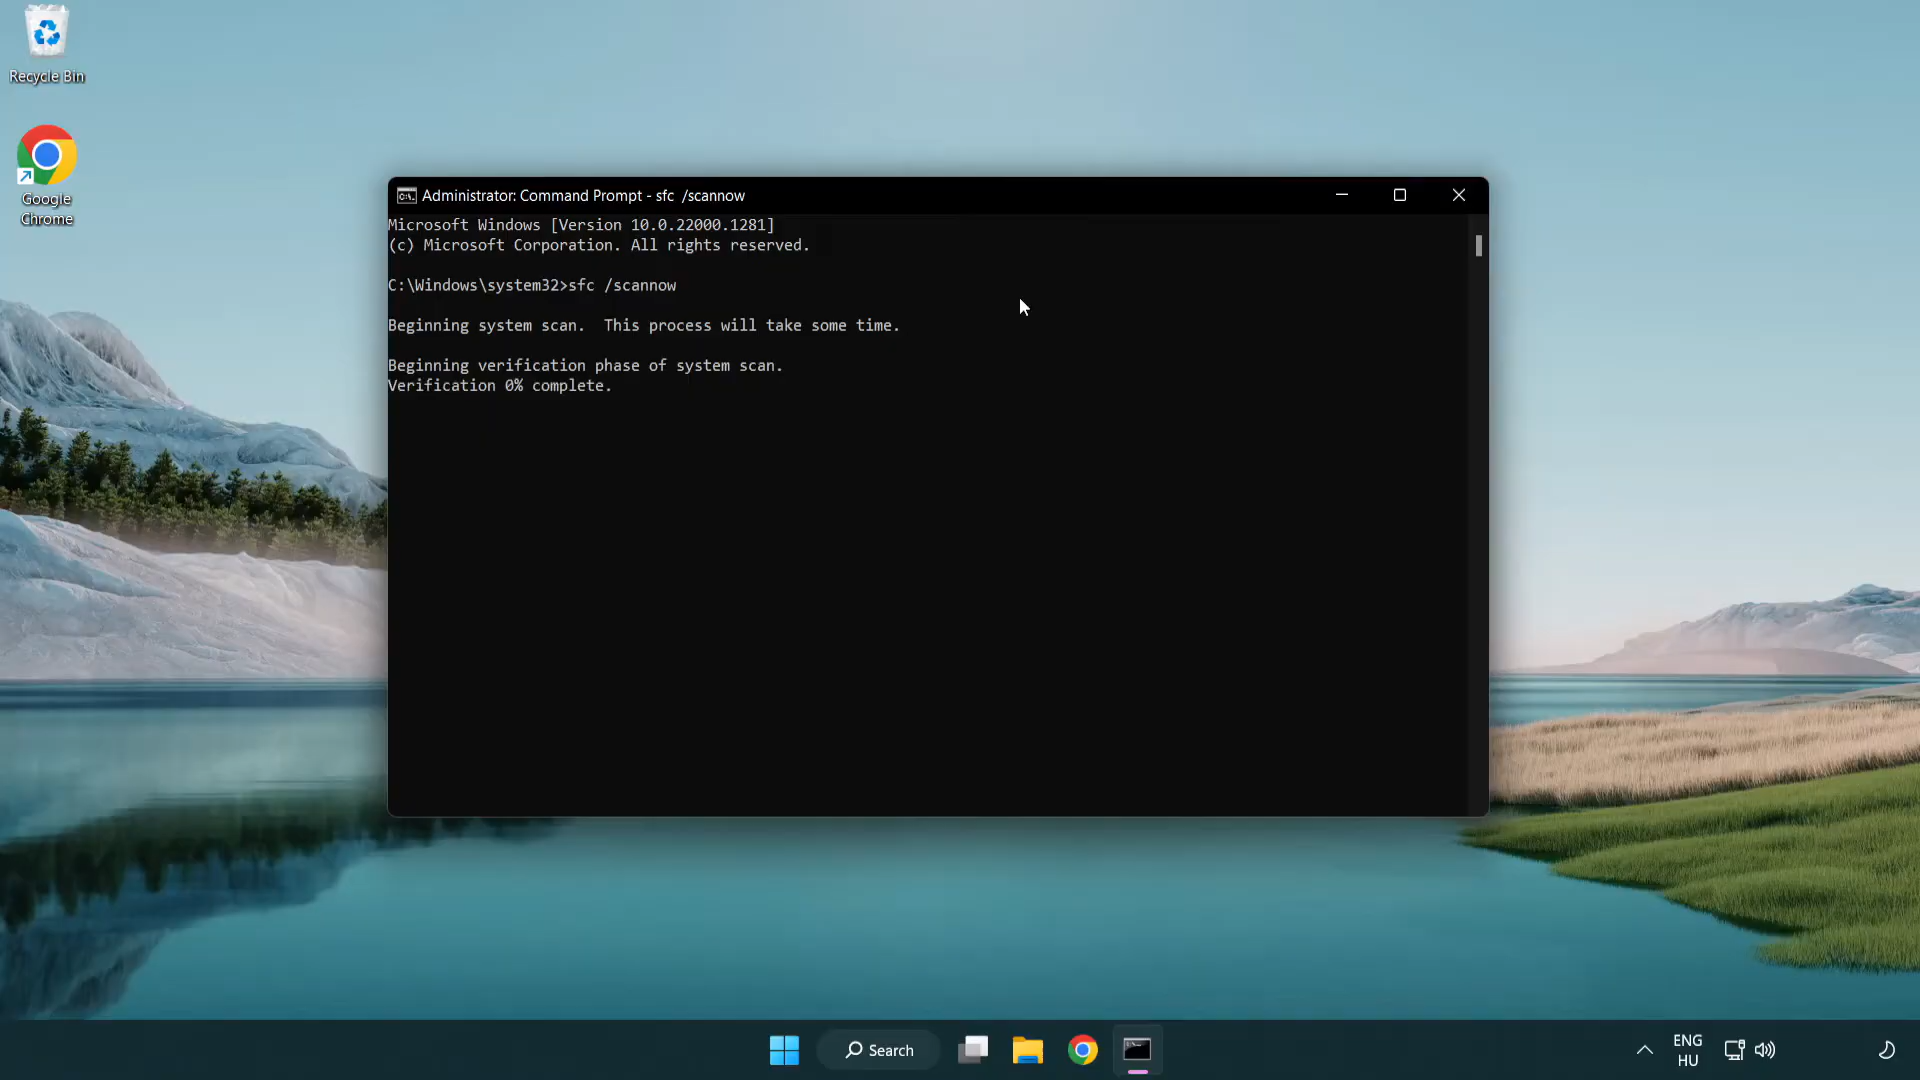 Recycle Bin
Google
Chrome
Administrator: Command Prompt - sfc  /scannow
Microsoft Windows [Version 10.0.22000.1281]
(c) Microsoft Corporation. All rights reserved.
C:\Windows\system32>sfc /scannow
Beginning system scan.  This process will take some time.
Beginning verification phase of system scan.
Verification 0% complete.
Search
ENG
HU